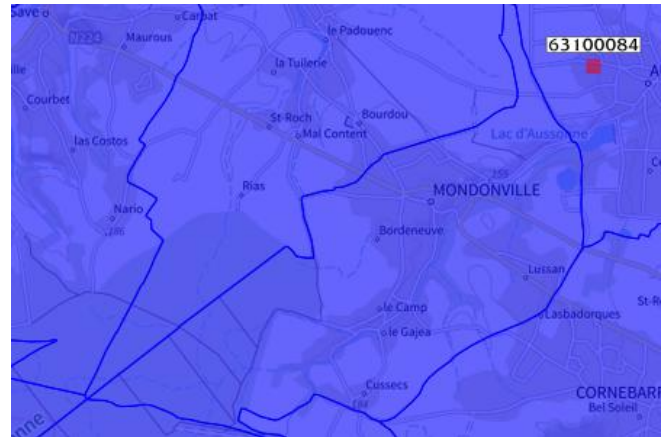 Save
Carpat
le Padouenc
N224
Maurous
63100084
la Tuilerie
Courbet
St-Roch
Bourdou
Mal Content
Lac d'Aussonne
las Costos
Rias
MONDONVILLE
Nario
Bordeneuve
Lussan
St-R
le Camp
Lasbadorques
le Gajea
Cussecs
CORNEBARR
Bel Soleil